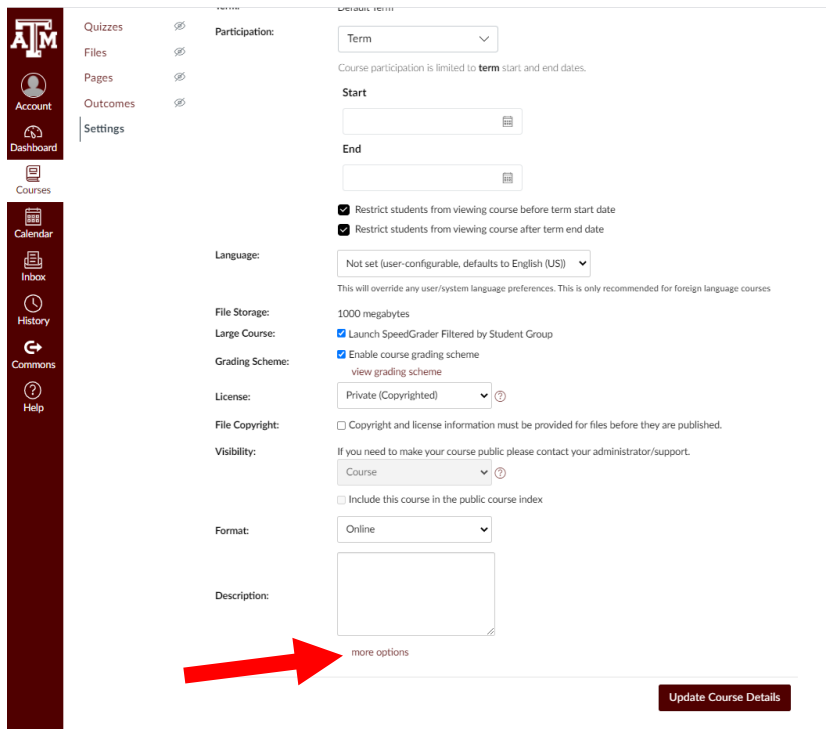 Term: Default Term
ATM
Account
Dashboard
Courses
Calendar
Inbox
History
Commons
Help
Quizzes
Files
Pages
Outcomes
Settings
Participation: Term
Course participation is limited to term start and end dates.
Start
End
Restrict students from viewing course before term start date
Restrict students from viewing course after term end date
Language: Not set (user-configurable, defaults to English (US))
This will override any user/system language preferences. This is only recommended for foreign language courses
File Storage: 1000 megabytes
Large Course: Launch SpeedGrader Filtered by Student Group
Grading Scheme: Enable course grading scheme
view grading scheme
License: Private (Copyrighted) ?
File Copyright: Copyright and license information must be provided for files before they are published.
Visibility: If you need to make your course public please contact your administrator/support.
Course ?
Include this course in the public course index
Format: Online
Description:
more options
Update Course Details